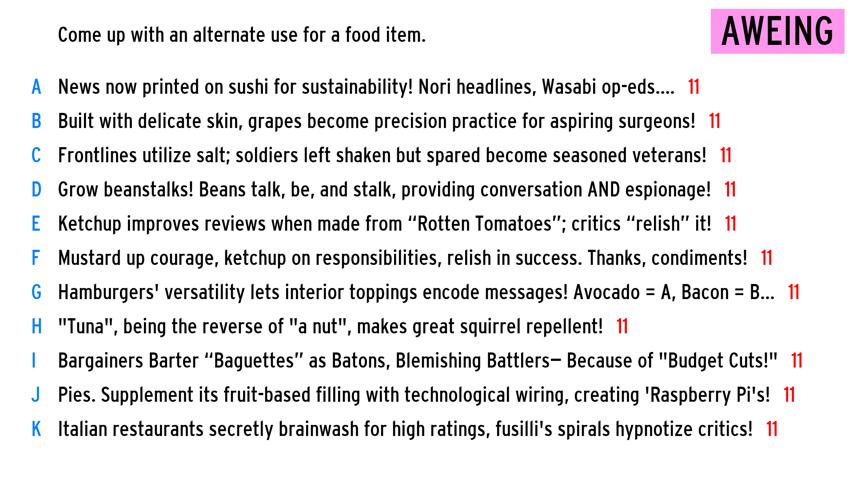 Come up with an alternate use for a food item.
AWEING
A News now printed on sushi for sustainability! Nori headlines, Wasabi op-eds.... 11
B Built with delicate skin, grapes become precision practice for aspiring surgeons! 11
C Frontlines utilize salt; soldiers left shaken but spared become seasoned veterans! 11
D Grow beanstalks! Beans talk, be, and stalk, providing conversation AND espionage! 11
E Ketchup improves reviews when made from “Rotten Tomatoes”; critics “relish” it! 11
F Mustard up courage, ketchup on responsibilities, relish in success. Thanks, condiments! 11
G Hamburgers' versatility lets interior toppings encode messages! Avocado = A, Bacon = B... 11
H "Tuna", being the reverse of "a nut", makes great squirrel repellent! 11
I Bargainers Barter “Baguettes” as Batons, Blemishing Battlers— Because of "Budget Cuts!" 11
J Pies. Supplement its fruit-based filling with technological wiring, creating 'Raspberry Pi's! 11
K Italian restaurants secretly brainwash for high ratings, fusilli's spirals hypnotize critics! 11